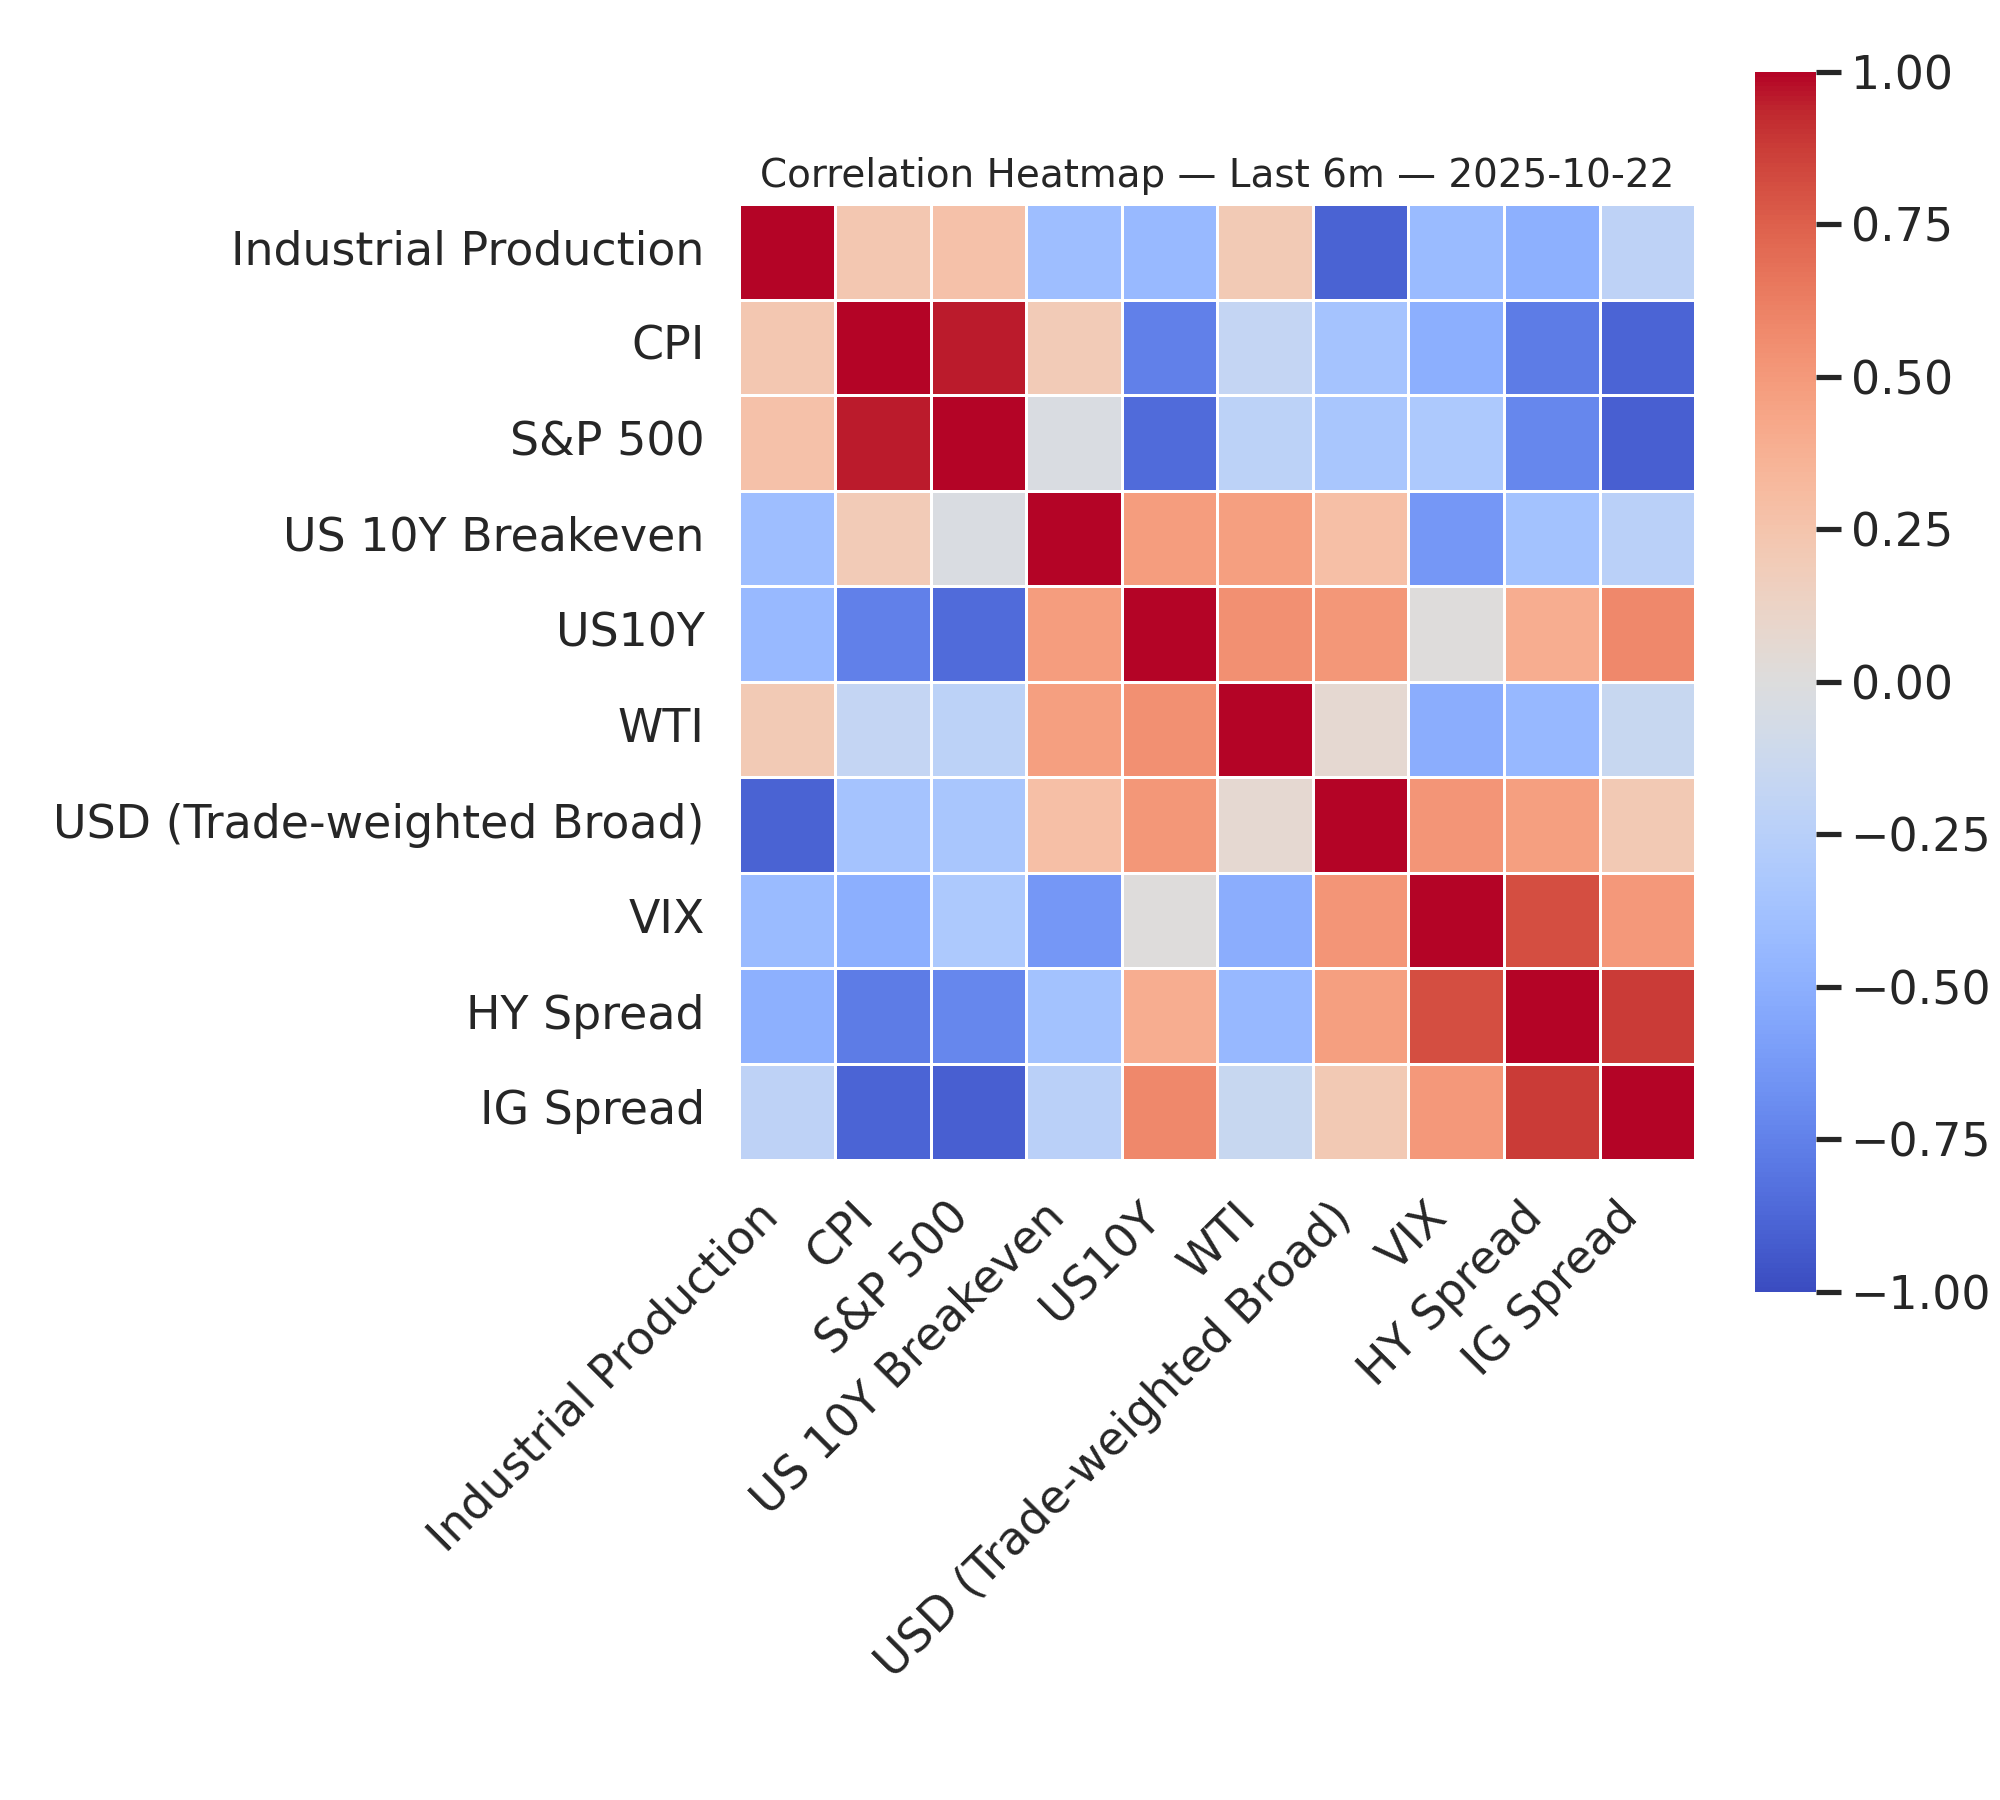 Correlation Heatmap — Last 6m — 2025-10-22
Industrial Production
CPI
S&P 500
US 10Y Breakeven
US10Y
WTI
USD (Trade-weighted Broad)
VIX
HY Spread
IG Spread
Industrial Production
CPI
S&P 500
US 10Y Breakeven
US10Y
WTI
USD (Trade-weighted Broad)
VIX
HY Spread
IG Spread
1.00
0.75
0.50
0.25
0.00
−0.25
−0.50
−0.75
−1.00